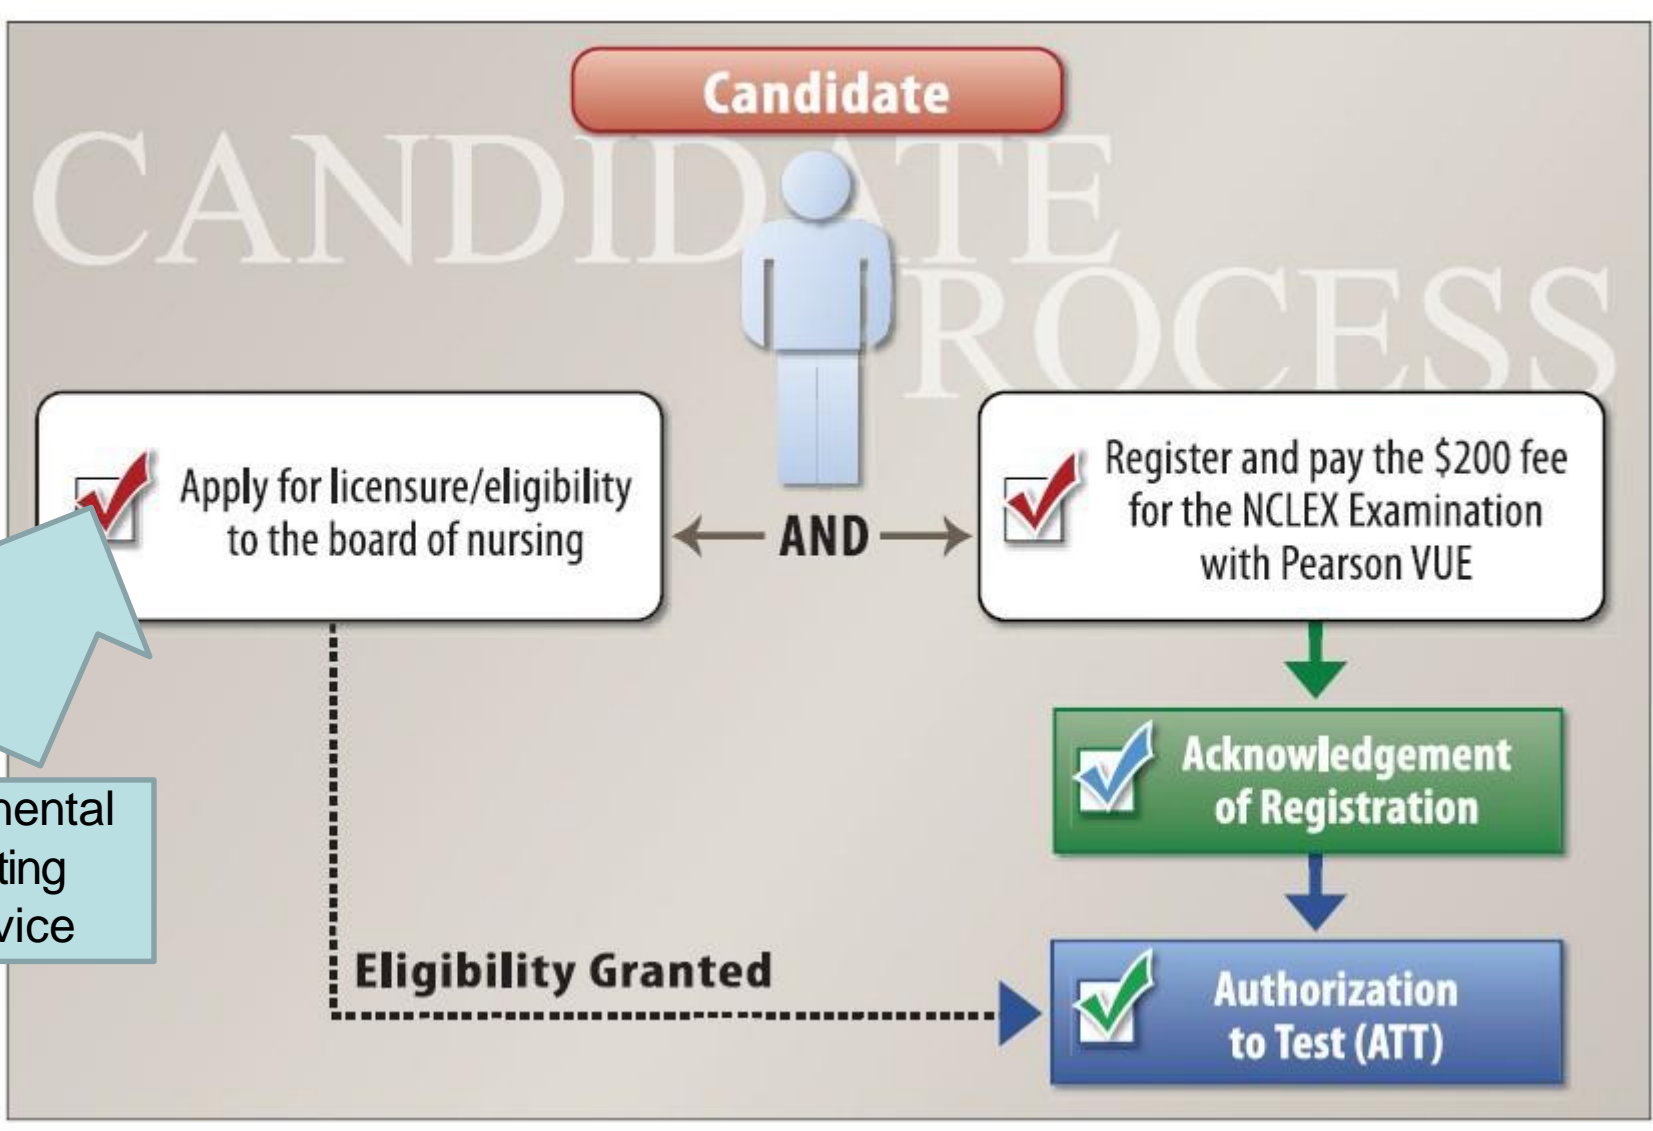 Candidate
CANDIDATE
PROCESS
Apply for licensure/eligibility
to the board of nursing
AND
Register and pay the $200 fee
for the NCLEX Examination
with Pearson VUE
Acknowledgement
of Registration
Eligibility Granted
Authorization
to Test (ATT)